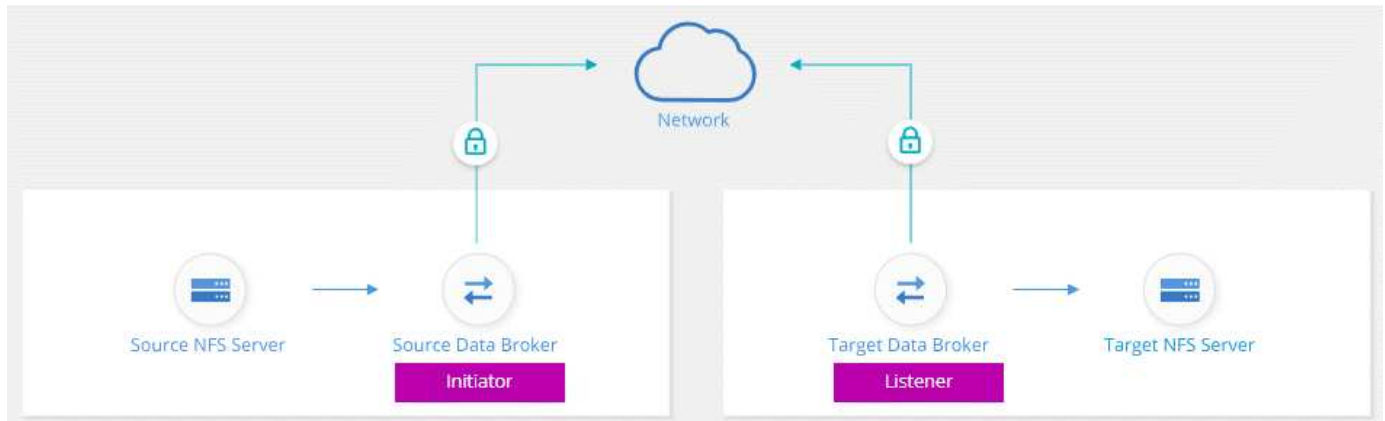 Network
Source NFS Server
Source Data Broker
Target Data Broker
Target NFS Server
Initiator
Listener